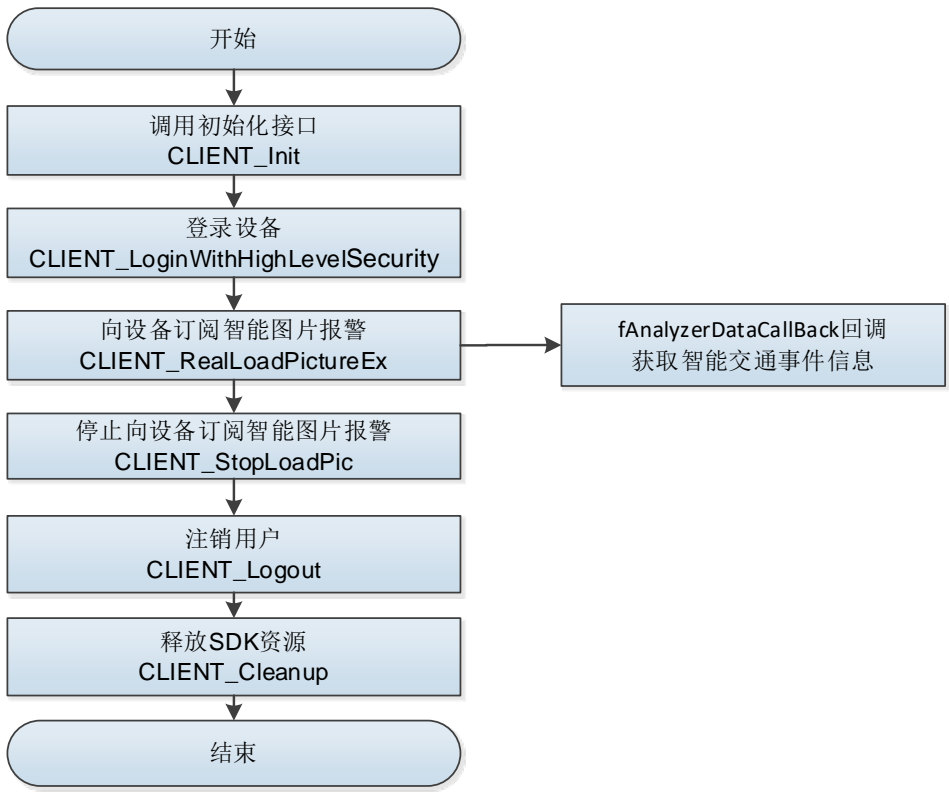 开始
调用初始化接口
CLIENT_Init
登录设备
CLIENT_LoginWithHighLevelSecurity
向设备订阅智能图片报警
CLIENT_RealLoadPictureEx
fAnalyzerDataCallBack回调
获取智能交通事件信息
停止向设备订阅智能图片报警
CLIENT_StopLoadPic
注销用户
CLIENT_Logout
释放SDK资源
CLIENT_Cleanup
结束